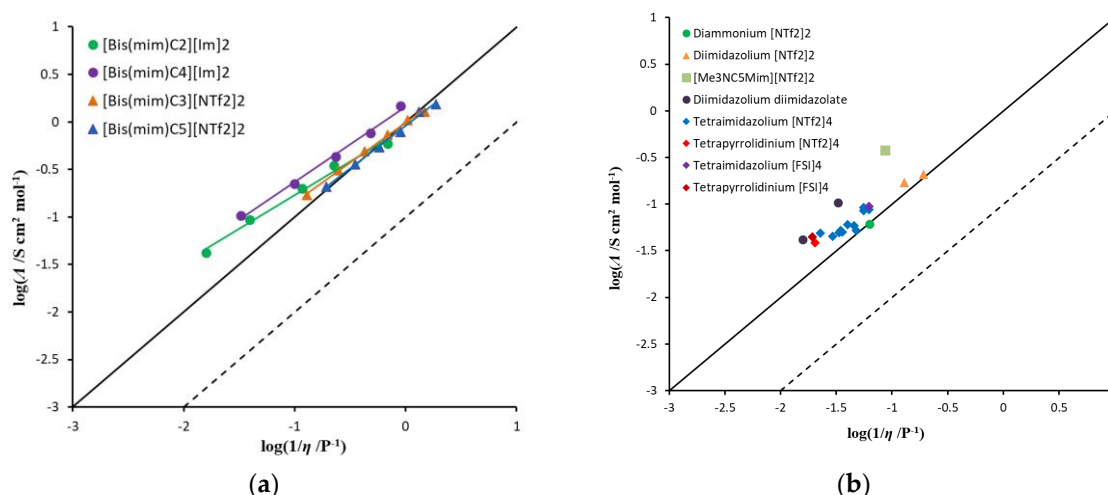 1
0.5
0
-0.5
-1
-1.5
-2
-2.5
-3
-3
-2
-1
0
1
log(Λ /S cm² mol⁻¹)
log(1/η /P⁻¹)
[Bis(mim)C2][Im]2
[Bis(mim)C4][Im]2
[Bis(mim)C3][NTf2]2
[Bis(mim)C5][NTf2]2
(a)
1
0.5
0
-0.5
-1
-1.5
-2
-2.5
-3
-3
-2.5
-2
-1.5
-1
-0.5
0
0.5
log(Λ /S cm² mol⁻¹)
log(1/η /P⁻¹)
Diammonium [NTf2]2
Diimidazolium [NTf2]2
[Me3NC5Mim][NTf2]2
Diimidazolium diimidazolate
Tetraimidazolium [NTf2]4
Tetrapyrrolidinium [NTf2]4
Tetraimidazolium [FSI]4
Tetrapyrrolidinium [FSI]4
(b)